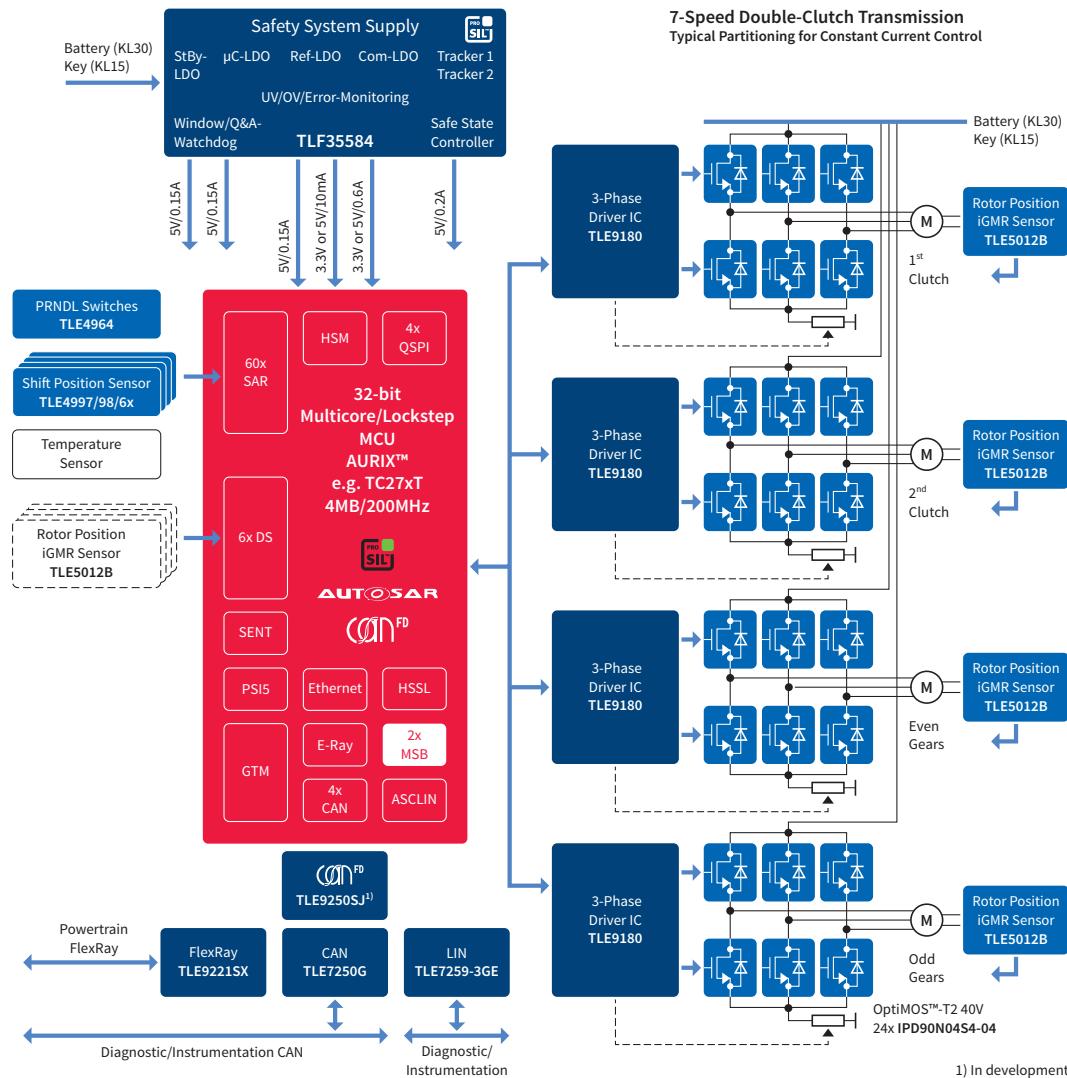 7-Speed Double-Clutch Transmission
Typical Partitioning for Constant Current Control
Battery (KL30)
Key (KL15)
Safety System Supply
PRO
SIL
StBy-
LDO
µC-LDO
Ref-LDO
Com-LDO
Tracker 1
Tracker 2
UV/OV/Error-Monitoring
Window/Q&A-
Watchdog
TLF35584
Safe State
Controller
5V/0.15A
5V/0.15A
5V/0.15A
3.3V or 5V/10mA
3.3V or 5V/0.6A
5V/0.2A
PRNDL Switches
TLE4964
Shift Position Sensor
TLE4997/98/6x
Temperature
Sensor
Rotor Position
iGMR Sensor
TLE5012B
60x
SAR
HSM
4x
QSPI
32-bit
Multicore/Lockstep
MCU
AURIX™
e.g. TC27xT
4MB/200MHz
6x DS
PRO
SIL
AUTOSAR
CAN FD
SENT
PSI5
Ethernet
HSSL
GTM
E-Ray
2x
MSB
4x
CAN
ASCLIN
CAN FD
TLE9250SJ1)
Powertrain
FlexRay
FlexRay
TLE9221SX
CAN
TLE7250G
LIN
TLE7259-3GE
Diagnostic/Instrumentation CAN
Diagnostic/
Instrumentation
Battery (KL30)
Key (KL15)
3-Phase
Driver IC
TLE9180
M
1st
Clutch
Rotor Position
iGMR Sensor
TLE5012B
3-Phase
Driver IC
TLE9180
M
2nd
Clutch
Rotor Position
iGMR Sensor
TLE5012B
3-Phase
Driver IC
TLE9180
M
Even
Gears
Rotor Position
iGMR Sensor
TLE5012B
3-Phase
Driver IC
TLE9180
M
Odd
Gears
Rotor Position
iGMR Sensor
TLE5012B
OptiMOS™-T2 40V
24x IPD90N04S4-04
1) In development